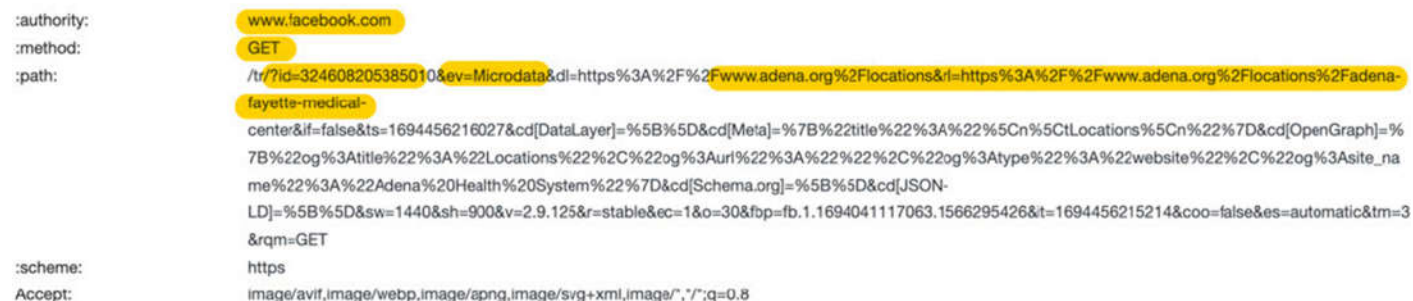 :authority: www.facebook.com
:method: GET
:path: /tr/?id=324608205385010&ev=Microdata&dl=https%3A%2F%2Fwww.adena.org%2Flocations&rl=https%3A%2F%2Fwww.adena.org%2Flocations%2Fadena-
fayette-medical-
center&if=false&ts=1694456216027&cd[DataLayer]=%5B%5D&cd[Meta]=%7B%22title%22%3A%22%5Cn%5CtLocations%5Cn%22%7D&cd[OpenGraph]=%
7B%22og%3Atitle%22%3A%22Locations%22%2C%22og%3Aurl%22%3A%22%22%2C%22og%3Atype%22%3A%22website%22%2C%22og%3Asite_na
me%22%3A%22Adena%20Health%20System%22%7D&cd[Schema.org]=%5B%5D&cd[JSON-
LD]=%5B%5D&sw=1440&sh=900&v=2.9.125&r=stable&ec=1&o=30&fbp=fb.1.1694041117063.1566295426&it=1694456215214&coo=false&es=automatic&tm=3
&rqm=GET
:scheme: https
Accept: image/avif,image/webp,image/apng,image/svg+xml,image/*,*/*;q=0.8